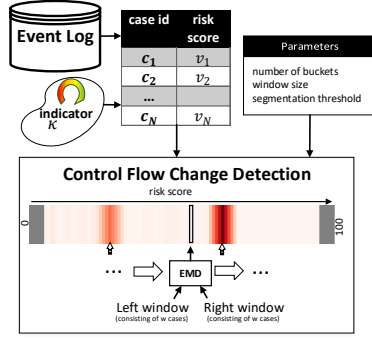 Event Log
indicator
κ
case id risk score
c1 v1
c2 v2
...
cN vN
Parameters
number of buckets
window size
segmentation threshold
Control Flow Change Detection
risk score
0
100
...
EMD
...
Left window
(consisting of w cases)
Right window
(consisting of w cases)